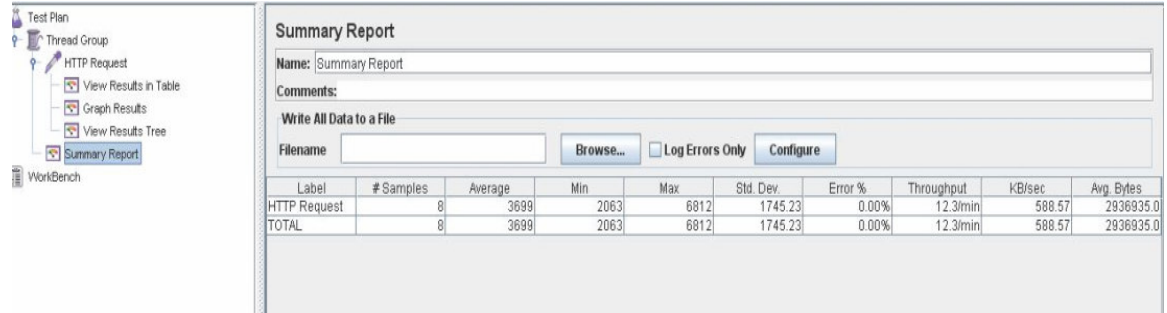 Test Plan
Thread Group
HTTP Request
View Results in Table
Graph Results
View Results Tree
Summary Report
WorkBench
Summary Report
Name: Summary Report
Comments:
Write All Data to a File
Filename Browse... Log Errors Only Configure
Label # Samples Average Min Max Std. Dev. Error % Throughput KB/sec Avg. Bytes
HTTP Request 8 3699 2063 6812 1745.23 0.00% 12.3/min 588.57 2936935.0
TOTAL 8 3699 2063 6812 1745.23 0.00% 12.3/min 588.57 2936935.0